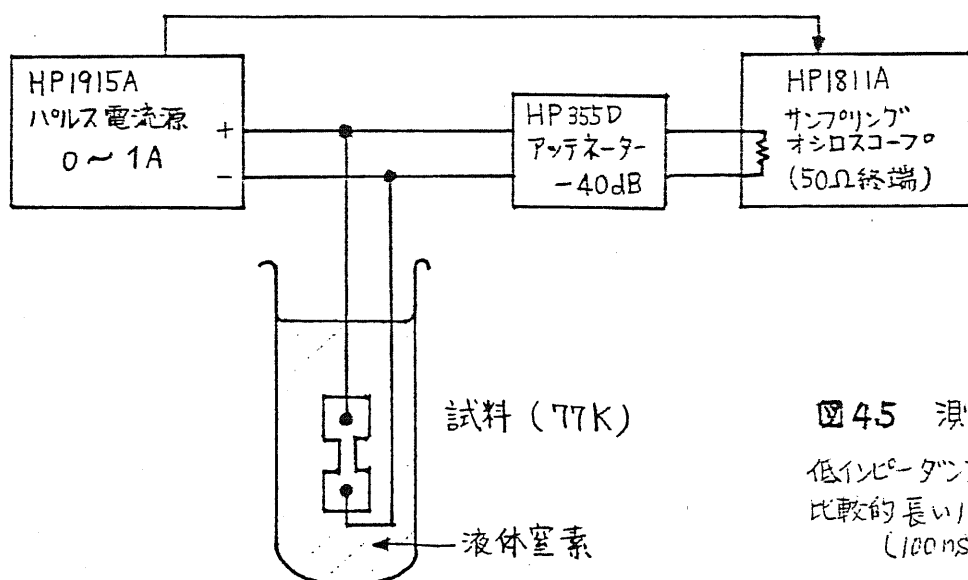 HP1915A
パルス電流源
0～1A
+
-
HP355D
アッテネーター
-40dB
HP1811A
サンプリング
オシロスコープ
(50Ω終端)
試料(77K)
液体窒素
図4.5 測
低インピーダンス
比較的長いパ
(100ns